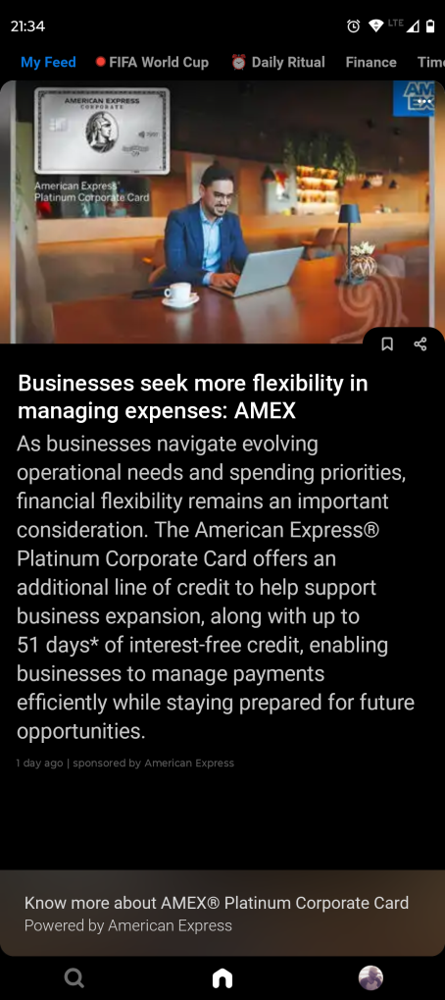 21:34
LTE
My Feed
FIFA World Cup
Daily Ritual
Finance
AMERICAN EXPRESS
CORPORATE
AM
EX
American Express®
Platinum Corporate Card
Businesses seek more flexibility in
managing expenses: AMEX
As businesses navigate evolving
operational needs and spending priorities,
financial flexibility remains an important
consideration. The American Express®
Platinum Corporate Card offers an
additional line of credit to help support
business expansion, along with up to
51 days* of interest-free credit, enabling
businesses to manage payments
efficiently while staying prepared for future
opportunities.
1 day ago | sponsored by American Express
Know more about AMEX® Platinum Corporate Card
Powered by American Express